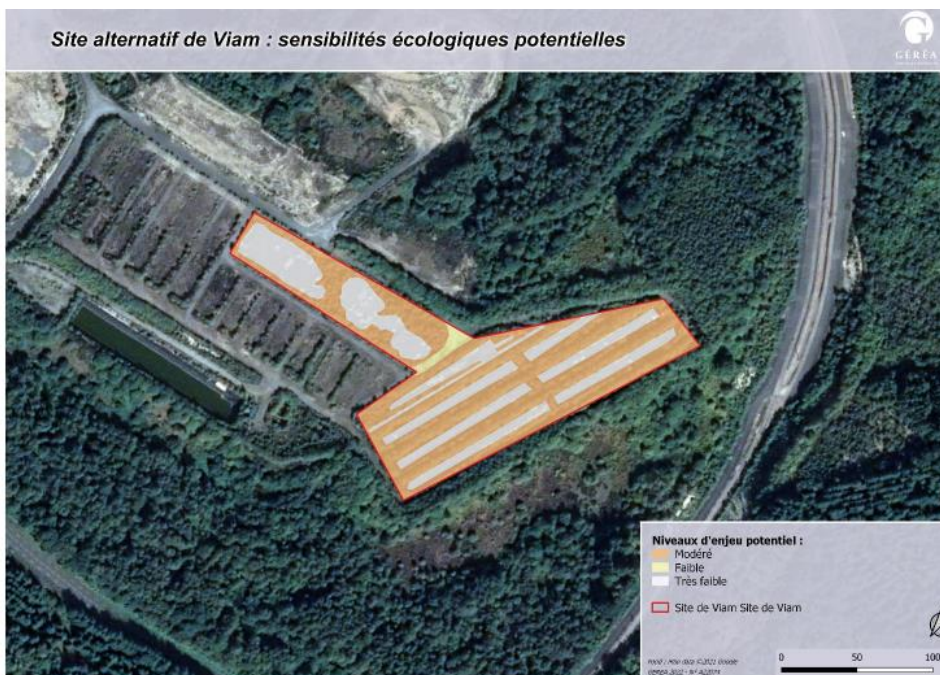 Site alternatif de Viam : sensibilités écologiques potentielles
GÉRÉA
Niveaux d'enjeu potentiel :
Modéré
Faible
Très faible
Site de Viam Site de Viam
0 50 100